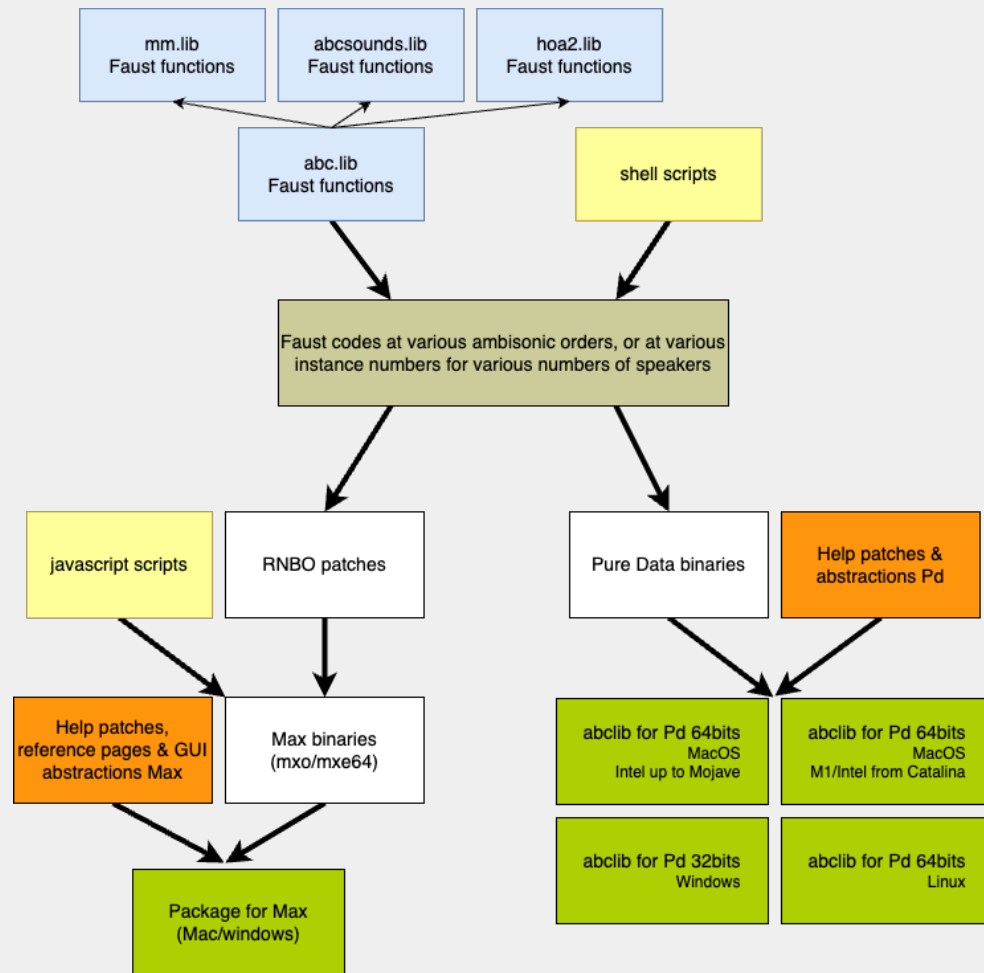 mm.lib
Faust functions
abcsounds.lib
Faust functions
hoa2.lib
Faust functions
abc.lib
Faust functions
shell scripts
Faust codes at various ambisonic orders, or at various
instance numbers for various numbers of speakers
javascript scripts
RNBO patches
Pure Data binaries
Help patches &
abstractions Pd
Help patches,
reference pages & GUI
abstractions Max
Max binaries
(mxo/mxe64)
abclib for Pd 64bits
MacOS
Intel up to Mojave
abclib for Pd 64bits
MacOS
M1/Intel from Catalina
abclib for Pd 32bits
Windows
abclib for Pd 64bits
Linux
Package for Max
(Mac/windows)